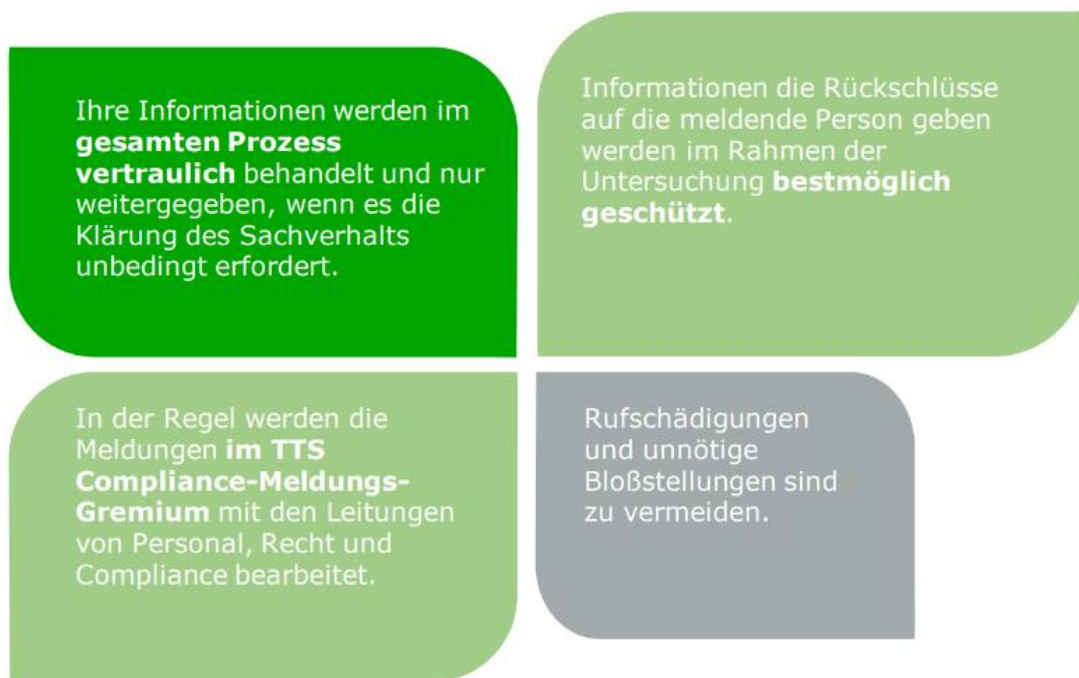 Ihre Informationen werden im
gesamten Prozess
vertraulich behandelt und nur
weitergegeben, wenn es die
Klärung des Sachverhalts
unbedingt erfordert.
Informationen die Rückschlüsse
auf die meldende Person geben
werden im Rahmen der
Untersuchung bestmöglich
geschützt.
In der Regel werden die
Meldungen im TTS
Compliance-Meldungs-
Gremium mit den Leitungen
von Personal, Recht und
Compliance bearbeitet.
Rufschädigungen
und unnötige
Bloßstellungen sind
zu vermeiden.